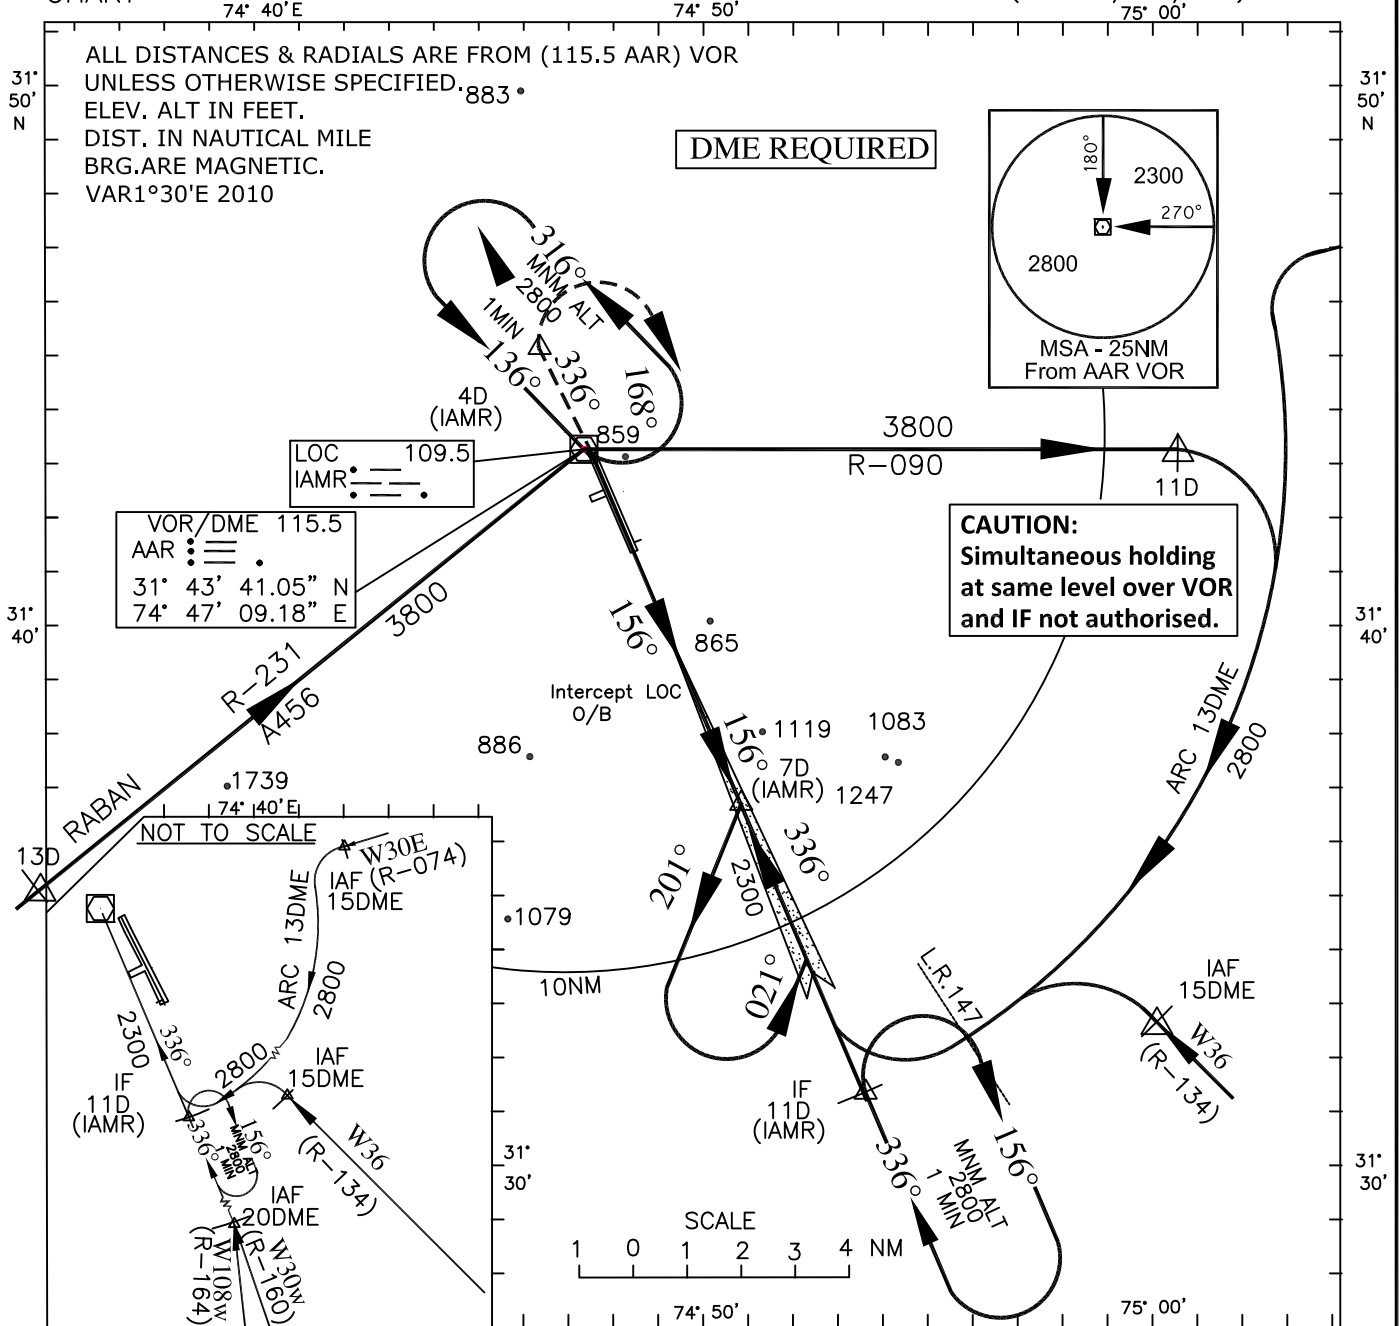 74° 40'E
74° 50'
75° 00'
31° 50' N
31° 50' N
ALL DISTANCES & RADIALS ARE FROM (115.5 AAR) VOR
UNLESS OTHERWISE SPECIFIED.
ELEV. ALT IN FEET.
DIST. IN NAUTICAL MILE
BRG.ARE MAGNETIC.
VAR1°30'E 2010
883
DME REQUIRED
180°
2300
270°
2800
MSA - 25NM
From AAR VOR
316°
MNM ALT
2800
1MIN
136°
336°
168°
4D
(IAMR)
859
3800
R-090
11D
LOC 109.5
IAMR
VOR/DME 115.5
AAR
31° 43' 41.05" N
74° 47' 09.18" E
CAUTION:
Simultaneous holding
at same level over VOR
and IF not authorised.
3800
R-231
A456
RABAN
13D
31° 40'
31° 40'
156°
865
Intercept LOC
O/B
886
156°
1119
1083
7D
(IAMR)
1247
1739
ARC 13DME
2800
336°
201°
2300
1079
021°
10NM
L.R.147
IAF
15DME
W36
(R-134)
IF
11D
(IAMR)
336°
156°
MNM ALT
2800
1 MIN
31° 30'
31° 30'
SCALE
1 0 1 2 3 4 NM
74° 50'
75° 00'
74° 40'E
NOT TO SCALE
W30E
(R-074)
IAF
15DME
ARC 13DME
2800
2300
336°
2800
IAF
15DME
IF
11D
(IAMR)
336°
156°
MNM ALT
2800
1 MIN
W36
(R-134)
IAF
20DME
W108w
(R-164)
W30w
(R-160)